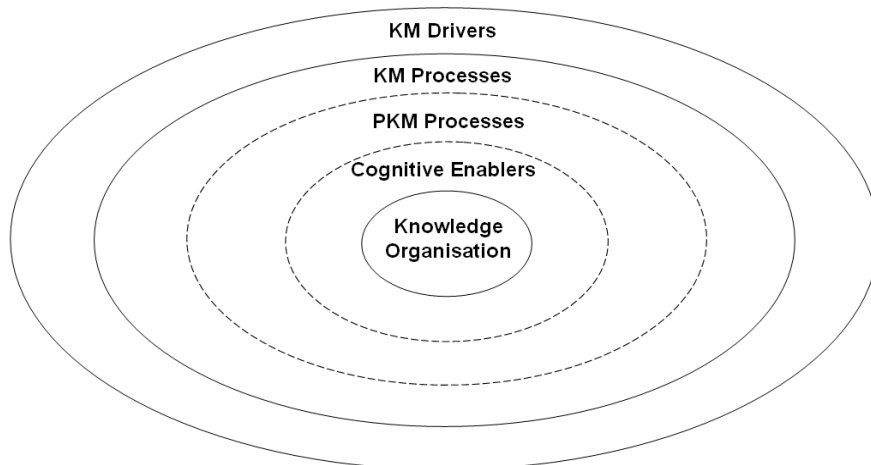 KM Drivers
KM Processes
PKM Processes
Cognitive Enablers
Knowledge
Organisation